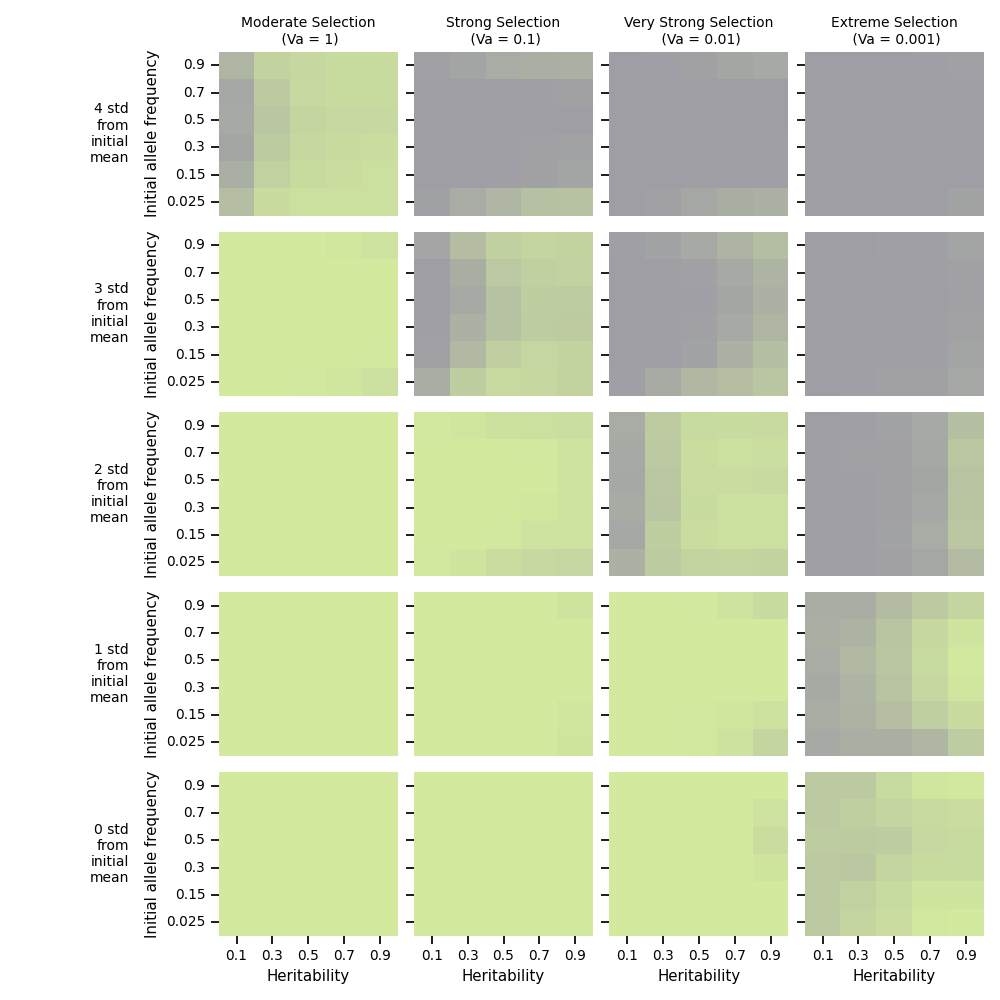 Moderate Selection
(Va = 1)
Strong Selection
(Va = 0.1)
Very Strong Selection
(Va = 0.01)
Extreme Selection
(Va = 0.001)
4 std
from
initial
mean
Initial allele frequency
0.9
0.7
0.5
0.3
0.15
0.025
3 std
from
initial
mean
Initial allele frequency
0.9
0.7
0.5
0.3
0.15
0.025
2 std
from
initial
mean
Initial allele frequency
0.9
0.7
0.5
0.3
0.15
0.025
1 std
from
initial
mean
Initial allele frequency
0.9
0.7
0.5
0.3
0.15
0.025
0 std
from
initial
mean
Initial allele frequency
0.9
0.7
0.5
0.3
0.15
0.025
0.1 0.3 0.5 0.7 0.9
Heritability
0.1 0.3 0.5 0.7 0.9
Heritability
0.1 0.3 0.5 0.7 0.9
Heritability
0.1 0.3 0.5 0.7 0.9
Heritability